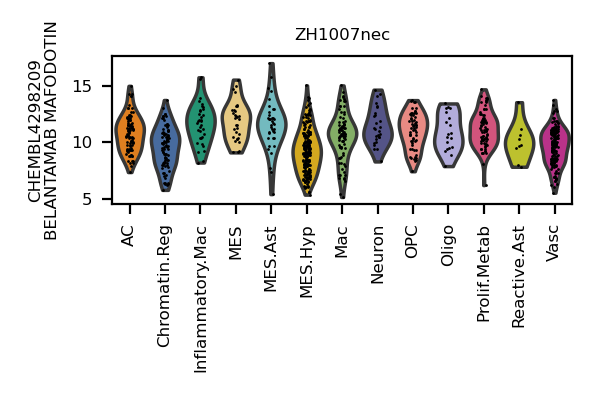 ZH1007nec
CHEMBL4298209
BELANTAMAB MAFODOTIN
15
10
5
AC
Chromatin.Reg
Inflammatory.Mac
MES
MES.Ast
MES.Hyp
Mac
Neuron
OPC
Oligo
Prolif.Metab
Reactive.Ast
Vasc